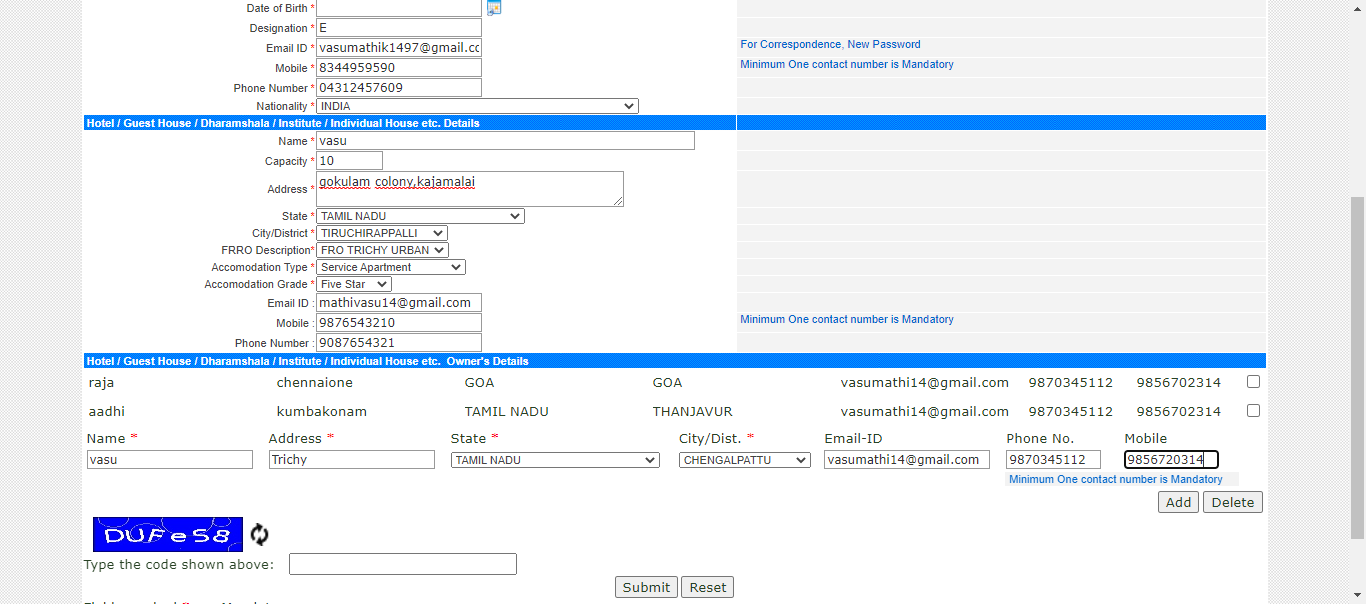 Date of Birth *
Designation * E
Email ID * vasumathik1497@gmail.cc For Correspondence, New Password
Mobile * 8344959590 Minimum One contact number is Mandatory
Phone Number * 04312457609
Nationality * INDIA
Hotel / Guest House / Dharamshala / Institute / Individual House etc. Details
Name * vasu
Capacity * 10
Address * gokulam colony,kajamalai
State * TAMIL NADU
City/District * TIRUCHIRAPPALLI
FRRO Description* FRO TRICHY URBAN
Accomodation Type * Service Apartment
Accomodation Grade * Five Star
Email ID : mathivasu14@gmail.com
Mobile : 9876543210 Minimum One contact number is Mandatory
Phone Number : 9087654321
Hotel / Guest House / Dharamshala / Institute / Individual House etc. Owner's Details
raja chennaione GOA GOA vasumathi14@gmail.com 9870345112 9856702314
aadhi kumbakonam TAMIL NADU THANJAVUR vasumathi14@gmail.com 9870345112 9856702314
Name * Address * State * City/Dist. * Email-ID Phone No. Mobile
vasu Trichy TAMIL NADU CHENGALPATTU vasumathi14@gmail.com 9870345112 9856720314
Minimum One contact number is Mandatory
Add Delete
DUFeS8
Type the code shown above:
Submit Reset